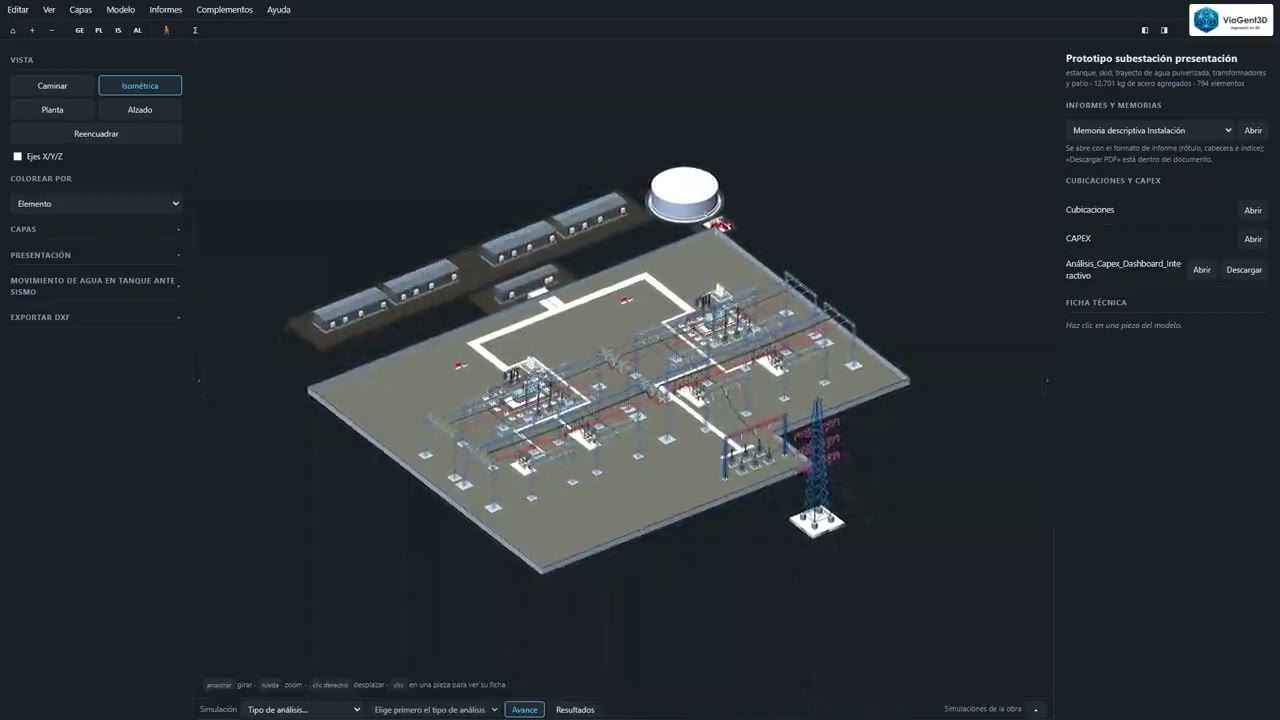 Editar Ver Capas Modelo Informes Complementos Ayuda
GE PL IS AL Σ
ViaGent3D
VISTA
Caminar Isométrica
Planta Alzado
Reencuadrar
Ejes X/Y/Z
COLOREAR POR
Elemento
CAPAS
PRESENTACIÓN
MOVIMIENTO DE AGUA EN TANQUE ANTE
SISMO
EXPORTAR DXF
Prototipo subestación presentación
estanque, skid, trayecto de agua pulverizada, transformadores
y patio · 12.701 kg de acero agregados · 794 elementos
INFORMES Y MEMORIAS
Memoria descriptiva Instalación Abrir
Se abre con el formato de informe (rótulo, cabecera e índice);
«Descargar PDF» está dentro del documento.
CUBICACIONES Y CAPEX
Cubicaciones Abrir
CAPEX Abrir
Análisis_Capex_Dashboard_Inte
ractivo Abrir Descargar
FICHA TÉCNICA
Haz clic en una pieza del modelo.
arrastrar girar · rueda zoom · clic derecho desplazar · clic en una pieza para ver su ficha
Simulación Tipo de análisis... Elige primero el tipo de análisis Avance Resultados Simulaciones de la obra